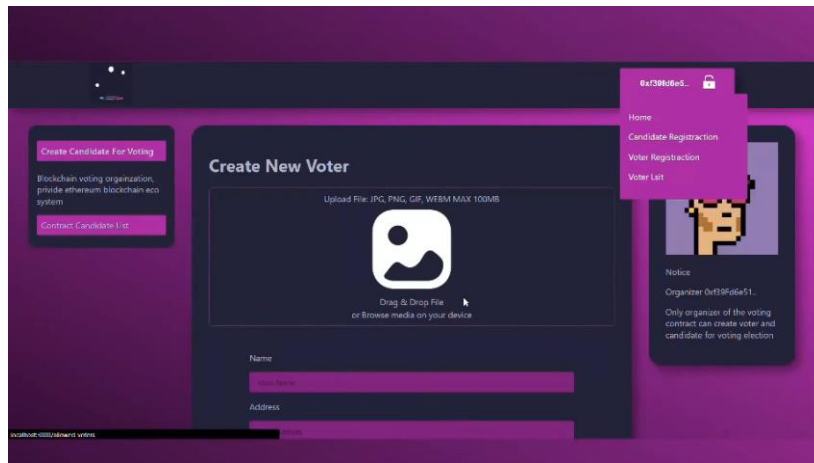 0xf39fd6e5..
Home
Candidate Registraction
Voter Registraction
Voter Lsit
Create Candidate For Voting
Blockchain voting orgainzation,
privide ethereum blockchain eco
system
Contract Candidate List
Create New Voter
Upload File: JPG, PNG, GIF, WEBM MAX 100MB
Drag & Drop File
or Browse media on your device
Name
Address
Notice
Organizer 0xf39Fd6e51..
Only organizer of the voting
contract can create voter and
candidate for voting election